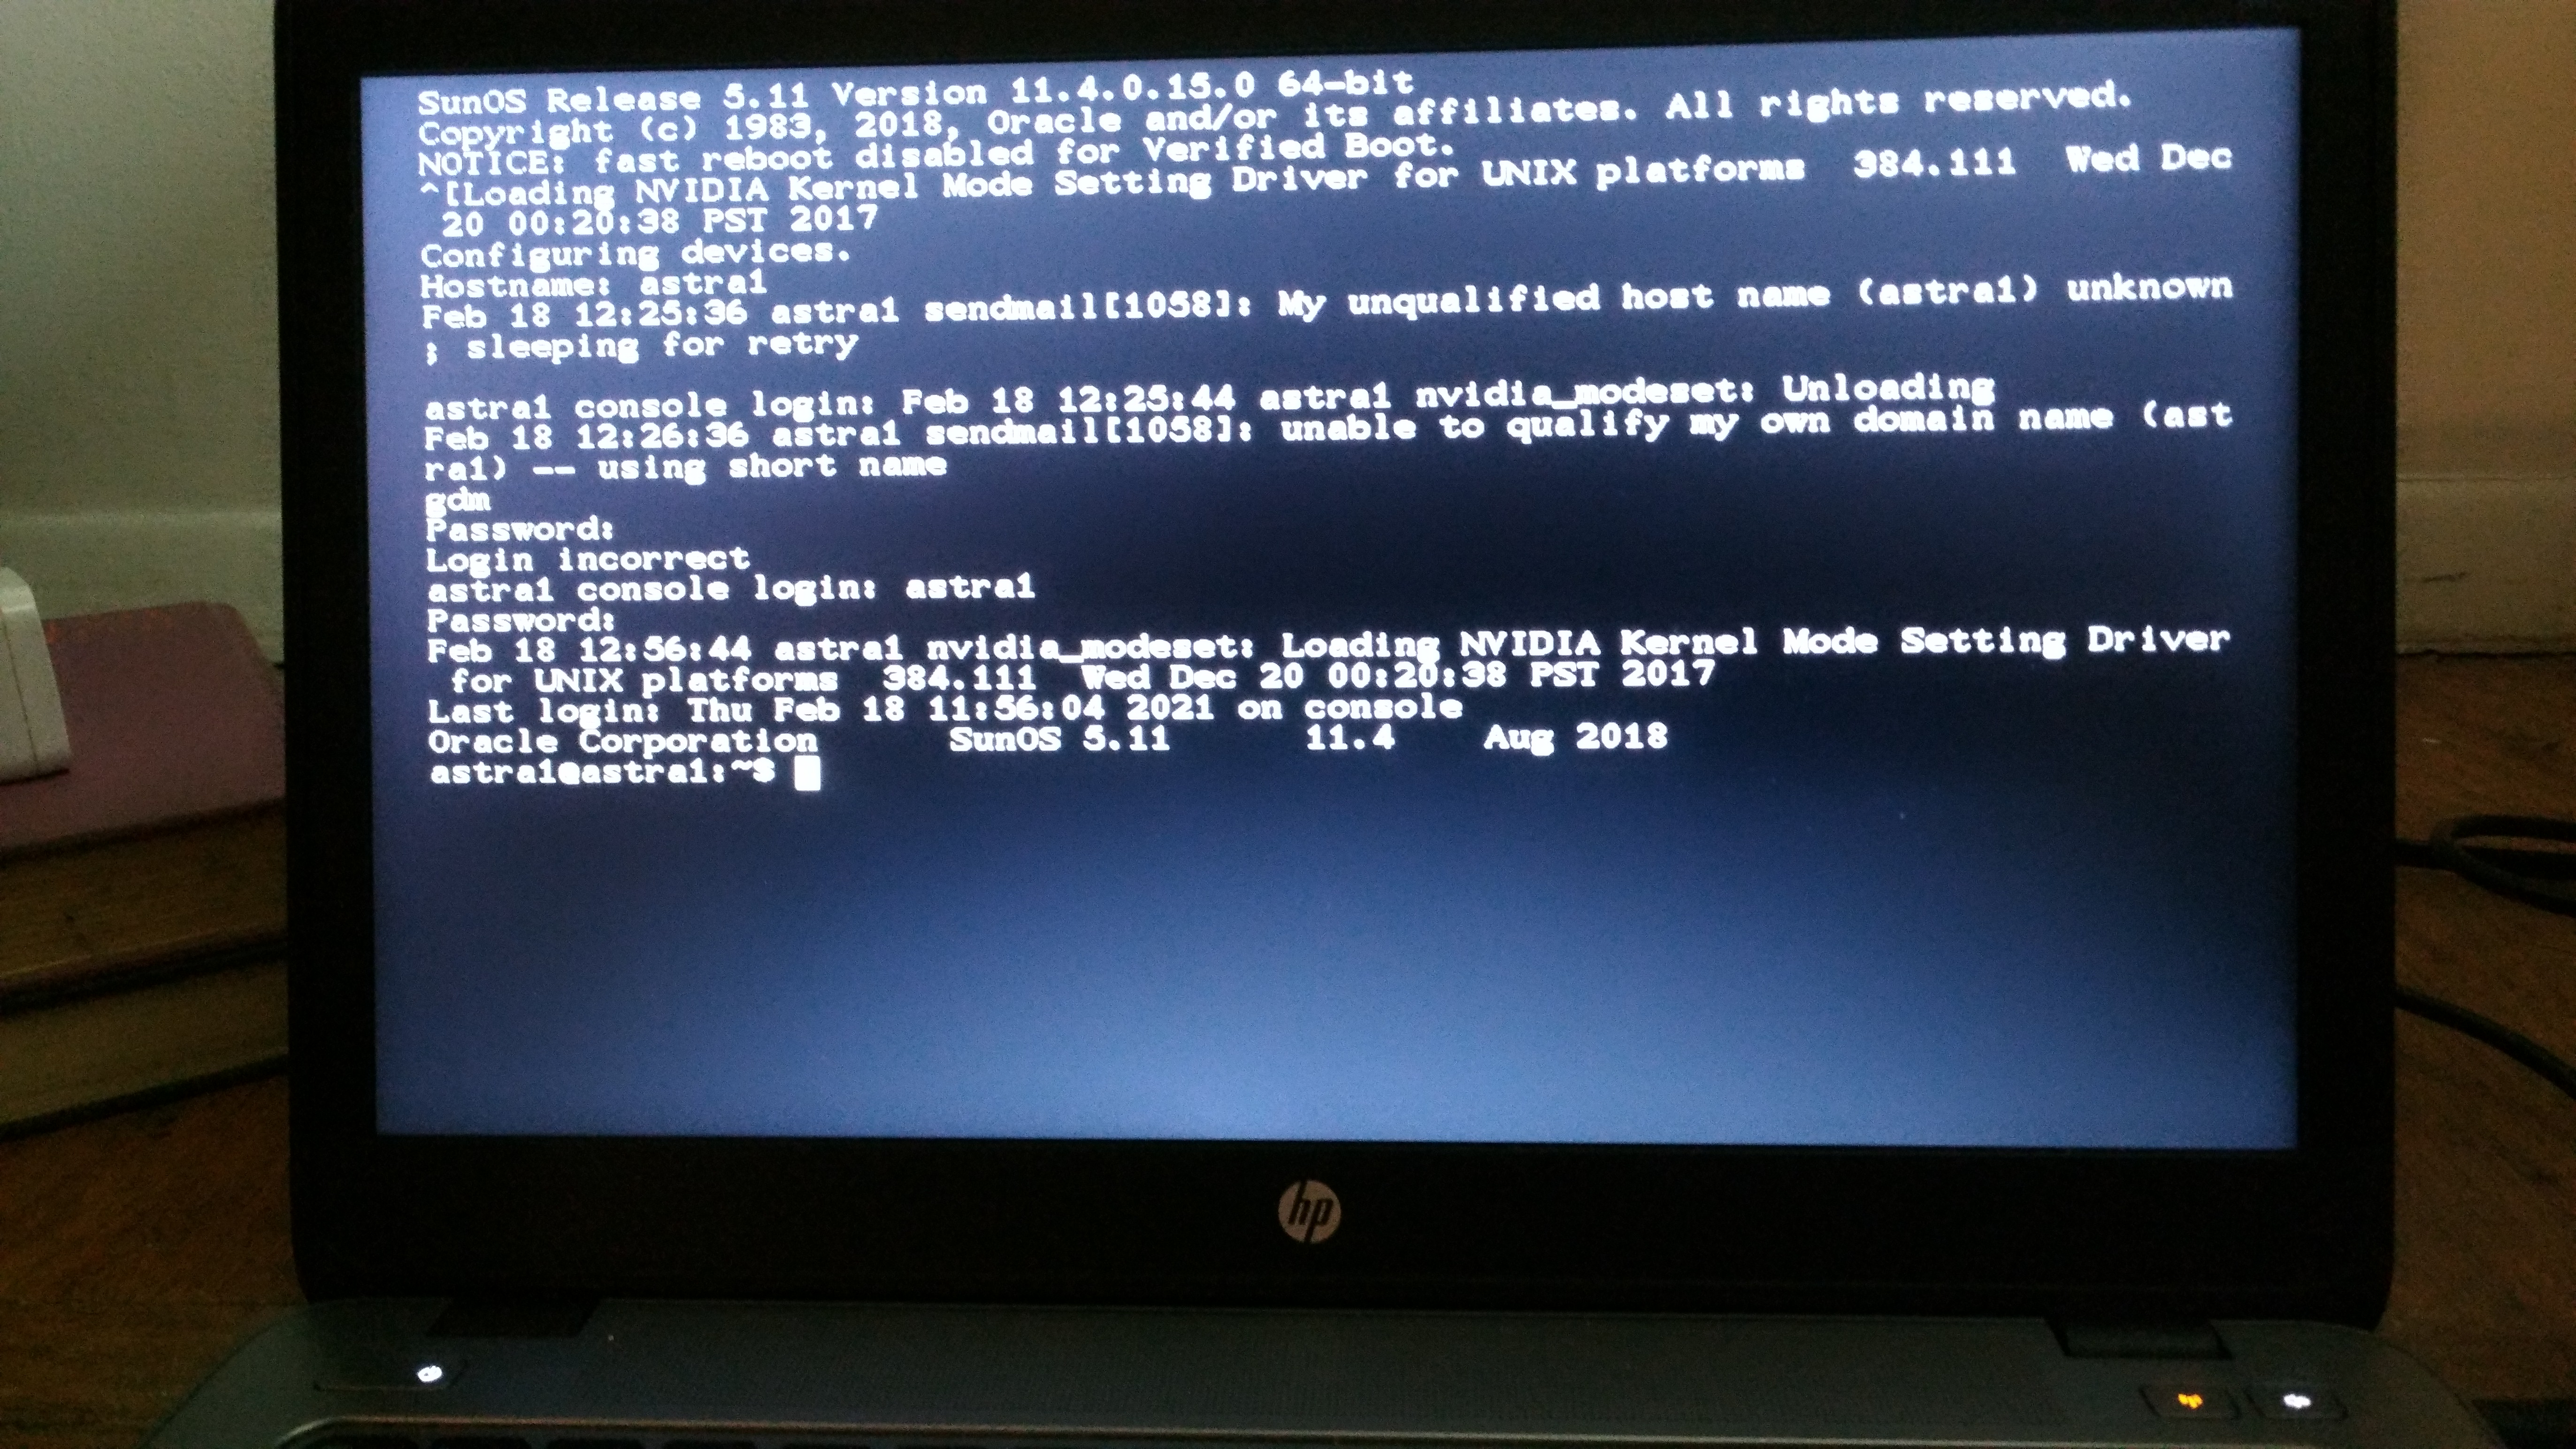 SunOS Release 5.11 Version 11.4.0.15.0 64-bit
Copyright (c) 1983, 2018, Oracle and/or its affiliates. All rights reserved.
NOTICE: fast reboot disabled for Verified Boot.
^[Loading NVIDIA Kernel Mode Setting Driver for UNIX platforms  384.111  Wed Dec
 20 00:20:38 PST 2017
Configuring devices.
Hostname: astra1
Feb 18 12:25:36 astra1 sendmail[1058]: My unqualified host name (astra1) unknown
; sleeping for retry
astra1 console login: Feb 18 12:25:44 astra1 nvidia_modeset: Unloading
Feb 18 12:26:36 astra1 sendmail[1058]: unable to qualify my own domain name (ast
ra1) -- using short name
gdm
Password:
Login incorrect
astra1 console login: astra1
Password:
Feb 18 12:56:44 astra1 nvidia_modeset: Loading NVIDIA Kernel Mode Setting Driver
 for UNIX platforms  384.111  Wed Dec 20 00:20:38 PST 2017
Last login: Thu Feb 18 11:56:04 2021 on console
Oracle Corporation      SunOS 5.11      11.4    Aug 2018
astra1@astra1:~$
hp